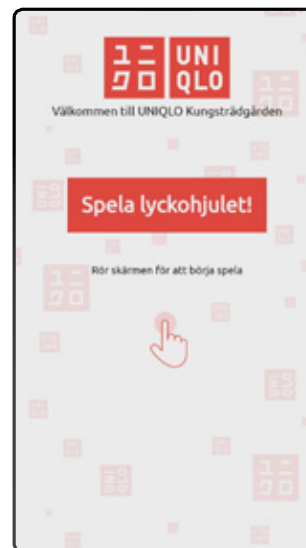 ユニ UNI
クロ QLO
Välkommen till UNIQLO Kungsträdgården
Spela lyckohjulet!
Rör skärmen för att börja spela